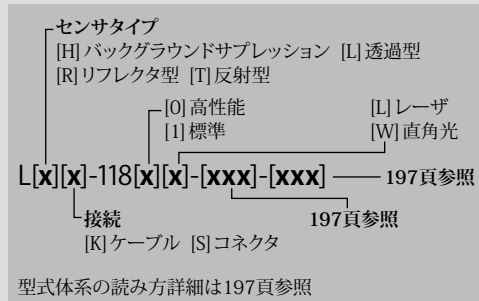 センサタイプ
[H]バックグラウンドサプレッション [L]透過型
[R]リフレクタ型 [T]反射型
[0]高性能 [L]レーザ
[1]標準 [W]直角光
L[x][x]-118[x][x]-[xxx]-[xxx] 197頁参照
接続 197頁参照
[K]ケーブル [S]コネクタ
型式体系の読み方詳細は197頁参照